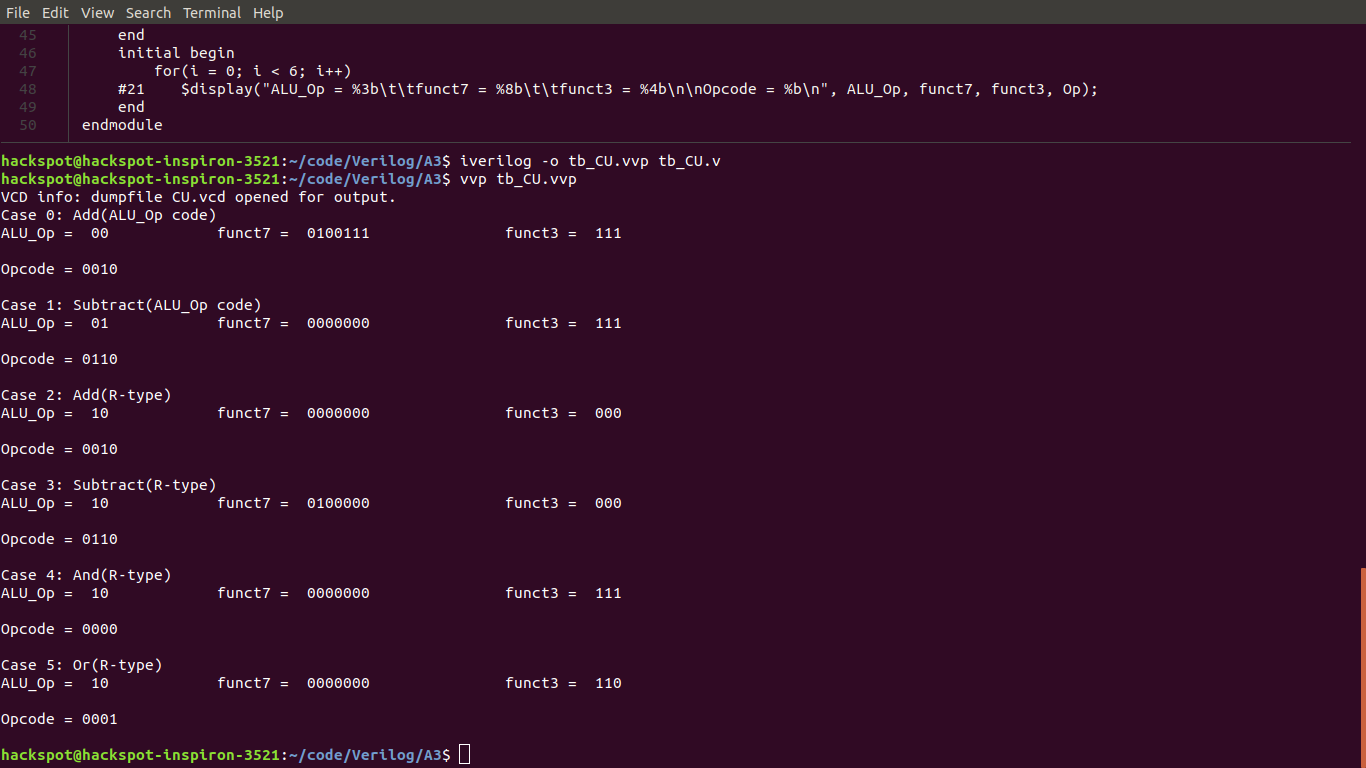 File Edit View Search Terminal Help
45 end
46 initial begin
47 for(i = 0; i < 6; i++)
48 #21 $display("ALU_Op = %3b\t\tfunct7 = %8b\t\tfunct3 = %4b\n\nOpcode = %b\n", ALU_Op, funct7, funct3, Op);
49 end
50 endmodule
hackspot@hackspot-inspiron-3521:~/code/Verilog/A3$ iverilog -o tb_CU.vvp tb_CU.v
hackspot@hackspot-inspiron-3521:~/code/Verilog/A3$ vvp tb_CU.vvp
VCD info: dumpfile CU.vcd opened for output.
Case 0: Add(ALU_Op code)
ALU_Op =  00 funct7 =  0100111 funct3 =  111
Opcode = 0010
Case 1: Subtract(ALU_Op code)
ALU_Op =  01 funct7 =  0000000 funct3 =  111
Opcode = 0110
Case 2: Add(R-type)
ALU_Op =  10 funct7 =  0000000 funct3 =  000
Opcode = 0010
Case 3: Subtract(R-type)
ALU_Op =  10 funct7 =  0100000 funct3 =  000
Opcode = 0110
Case 4: And(R-type)
ALU_Op =  10 funct7 =  0000000 funct3 =  111
Opcode = 0000
Case 5: Or(R-type)
ALU_Op =  10 funct7 =  0000000 funct3 =  110
Opcode = 0001
hackspot@hackspot-inspiron-3521:~/code/Verilog/A3$